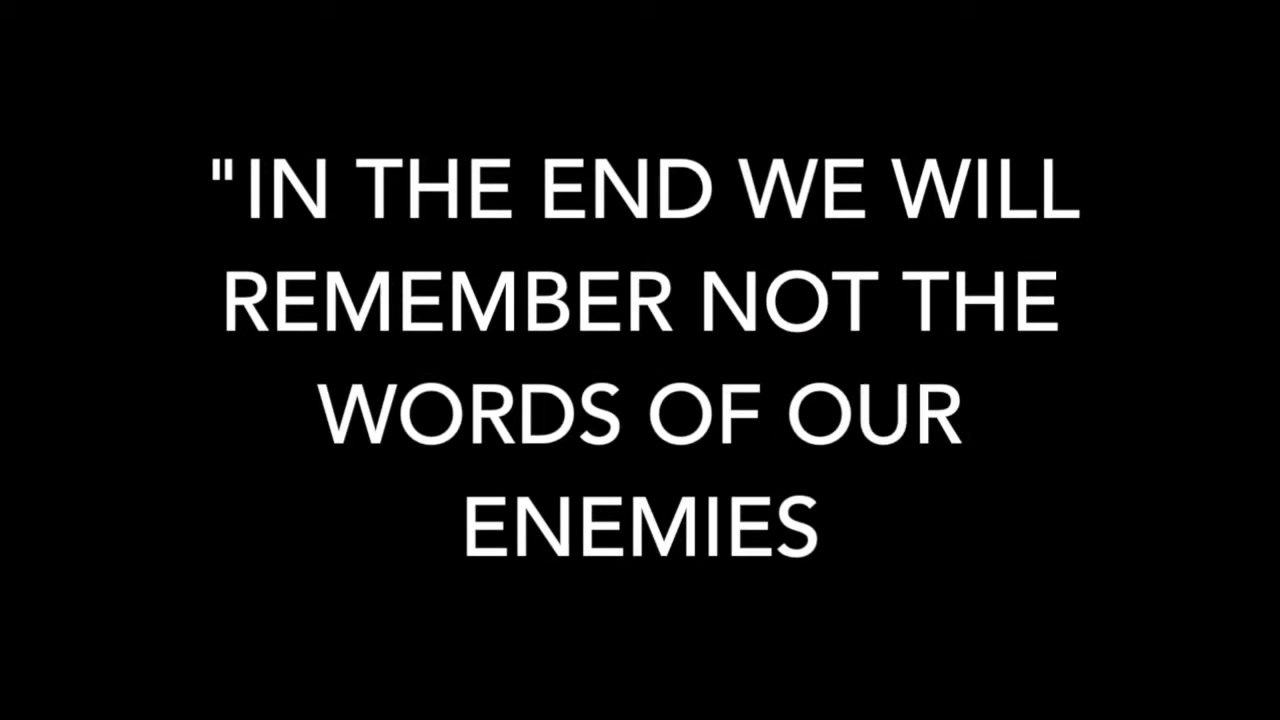 "IN THE END WE WILL
REMEMBER NOT THE
WORDS OF OUR
ENEMIES